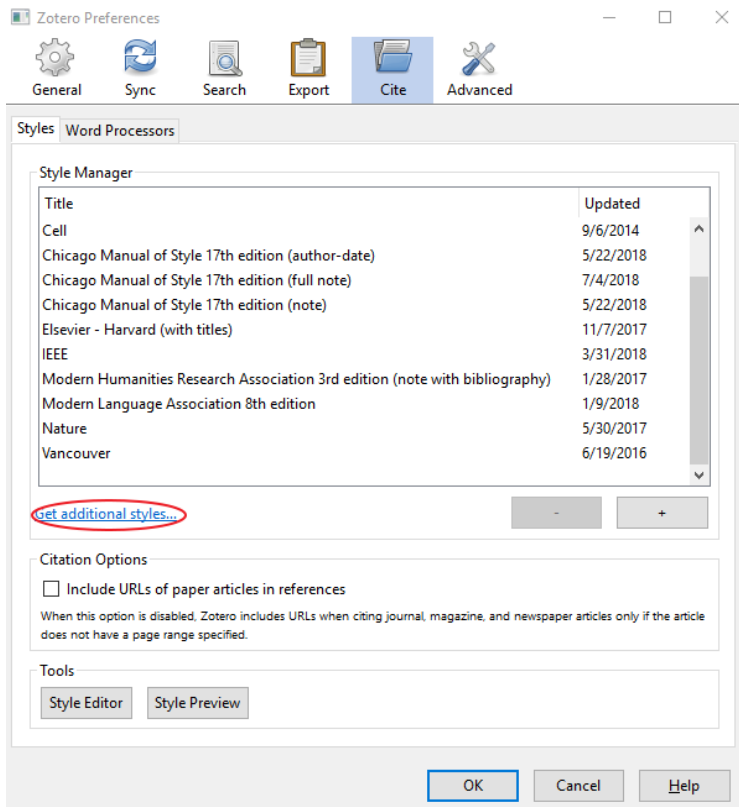 Zotero Preferences
General Sync Search Export Cite Advanced
Styles Word Processors
Style Manager
Title Updated
Cell 9/6/2014
Chicago Manual of Style 17th edition (author-date) 5/22/2018
Chicago Manual of Style 17th edition (full note) 7/4/2018
Chicago Manual of Style 17th edition (note) 5/22/2018
Elsevier - Harvard (with titles) 11/7/2017
IEEE 3/31/2018
Modern Humanities Research Association 3rd edition (note with bibliography) 1/28/2017
Modern Language Association 8th edition 1/9/2018
Nature 5/30/2017
Vancouver 6/19/2016
Get additional styles... - +
Citation Options
Include URLs of paper articles in references
When this option is disabled, Zotero includes URLs when citing journal, magazine, and newspaper articles only if the article
does not have a page range specified.
Tools
Style Editor Style Preview
OK Cancel Help